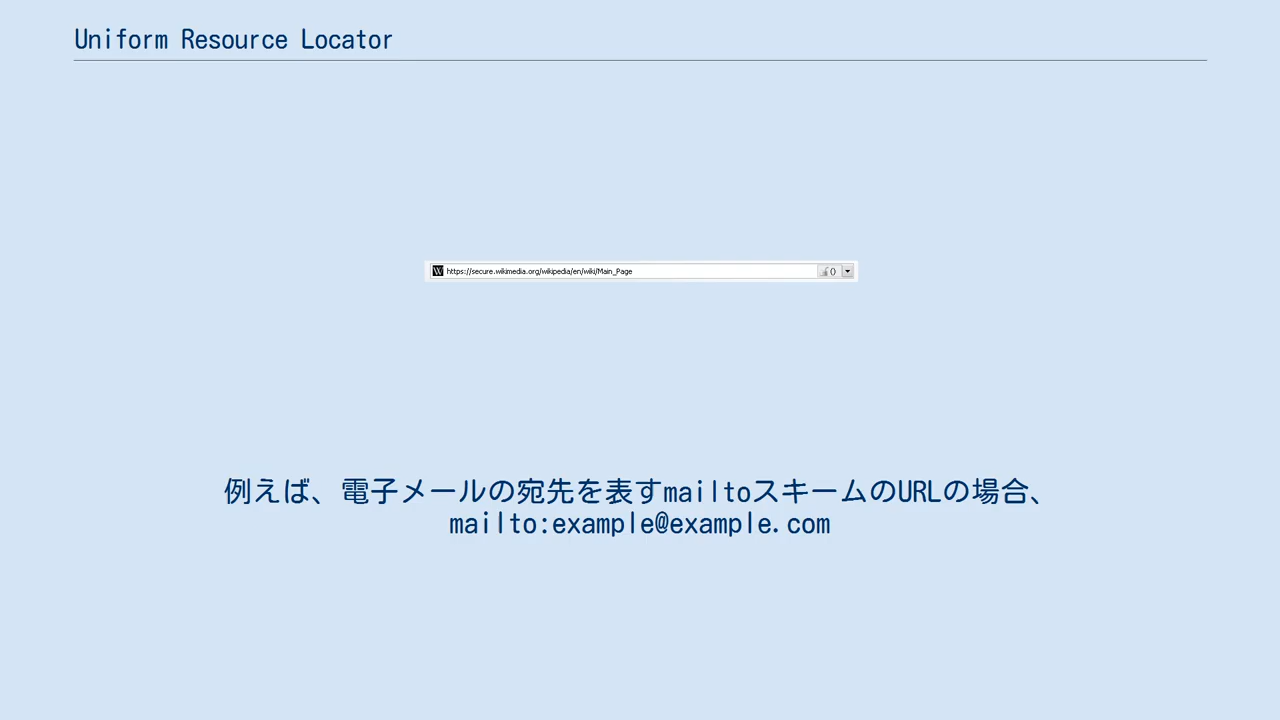 Uniform Resource Locator
W https://secure.wikimedia.org/wikipedia/en/wiki/Main_Page 0
例えば、電子メールの宛先を表すmailtoスキームのURLの場合、
mailto:example@example.com